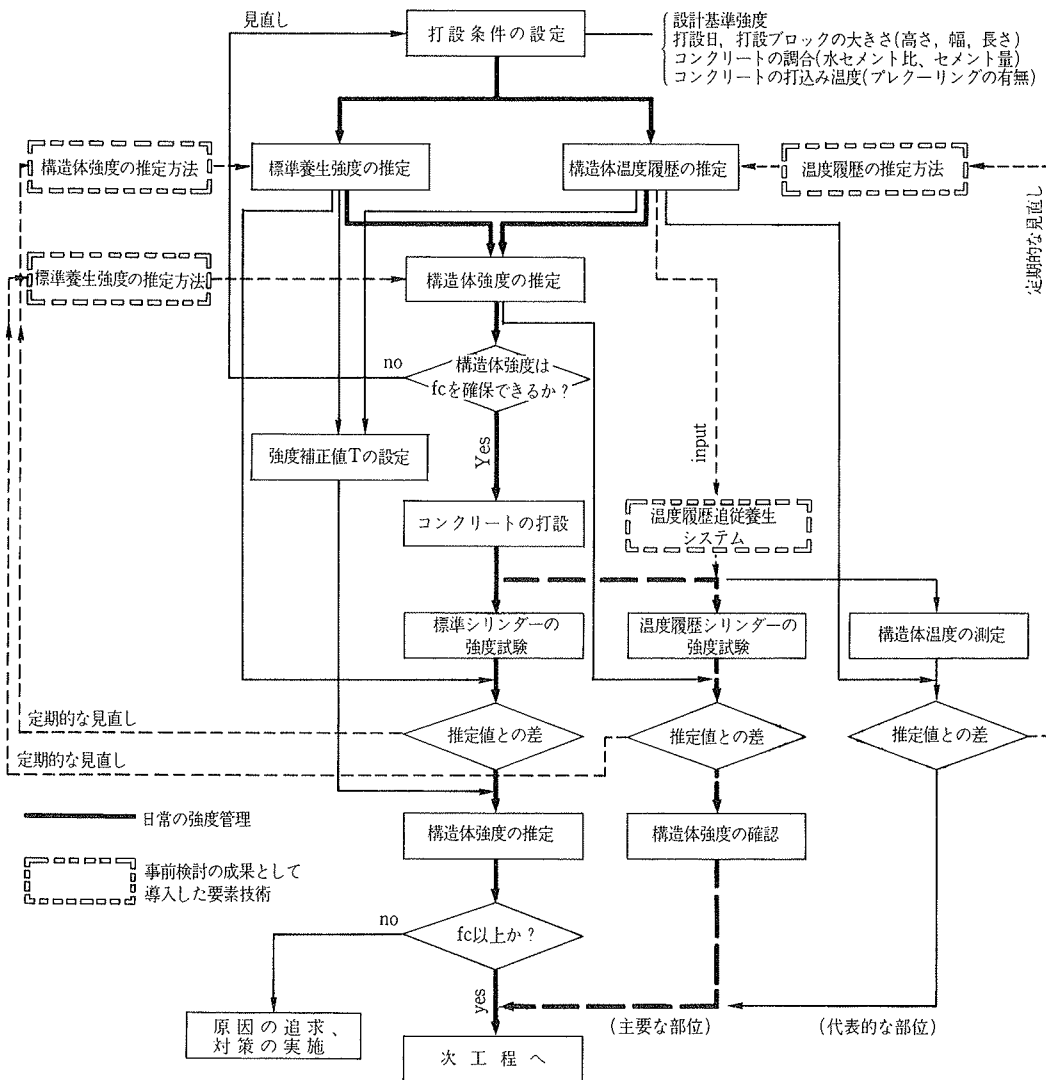 見直し
打設条件の設定
設計基準強度
打設日，打設ブロックの大きさ(高さ，幅，長さ)
コンクリートの調合(水セメント比、セメント量)
コンクリートの打込み温度(プレクーリングの有無)
構造体強度の推定方法
標準養生強度の推定
構造体温度履歴の推定
温度履歴の推定方法
定期的な見直し
標準養生強度の推定方法
構造体強度の推定
no
構造体強度は
fcを確保できるか？
Yes
input
強度補正値Tの設定
コンクリートの打設
温度履歴追従養生
システム
標準シリンダーの
強度試験
温度履歴シリンダーの
強度試験
構造体温度の測定
定期的な見直し
推定値との差
推定値との差
推定値との差
定期的な見直し
日常の強度管理
構造体強度の推定
構造体強度の確認
事前検討の成果として
導入した要素技術
no
fc以上か？
yes
(主要な部位)
(代表的な部位)
原因の追求、
対策の実施
次工程へ